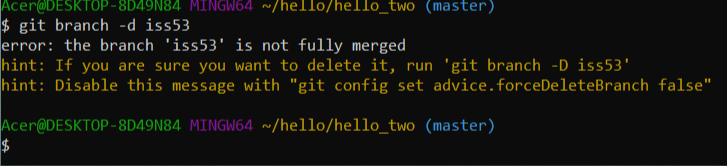 Acer@DESKTOP-8D49N84 MINGW64 ~/hello/hello_two (master)
$ git branch -d iss53
error: the branch 'iss53' is not fully merged
hint: If you are sure you want to delete it, run 'git branch -D iss53'
hint: Disable this message with "git config set advice.forceDeleteBranch false"
Acer@DESKTOP-8D49N84 MINGW64 ~/hello/hello_two (master)
$